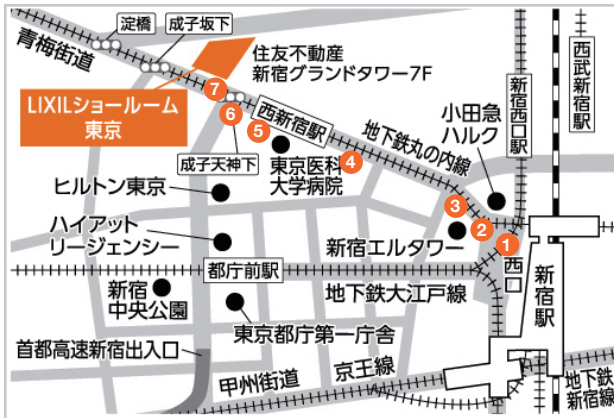 淀橋
成子坂下
青梅街道
住友不動産
新宿グランドタワー7F
LIXILショールーム
東京
7
6
5
西新宿駅
4
成子天神下
東京医科
大学病院
地下鉄丸の内線
小田急
ハルク
新宿西口駅
西武新宿駅
3
2
1
西口
ヒルトン東京
ハイアット
リージェンシー
新宿エルタワー
都庁前駅
地下鉄大江戸線
新宿駅
新宿
中央公園
東京都庁第一庁舎
首都高速新宿出入口
甲州街道
京王線
地下鉄
新宿線